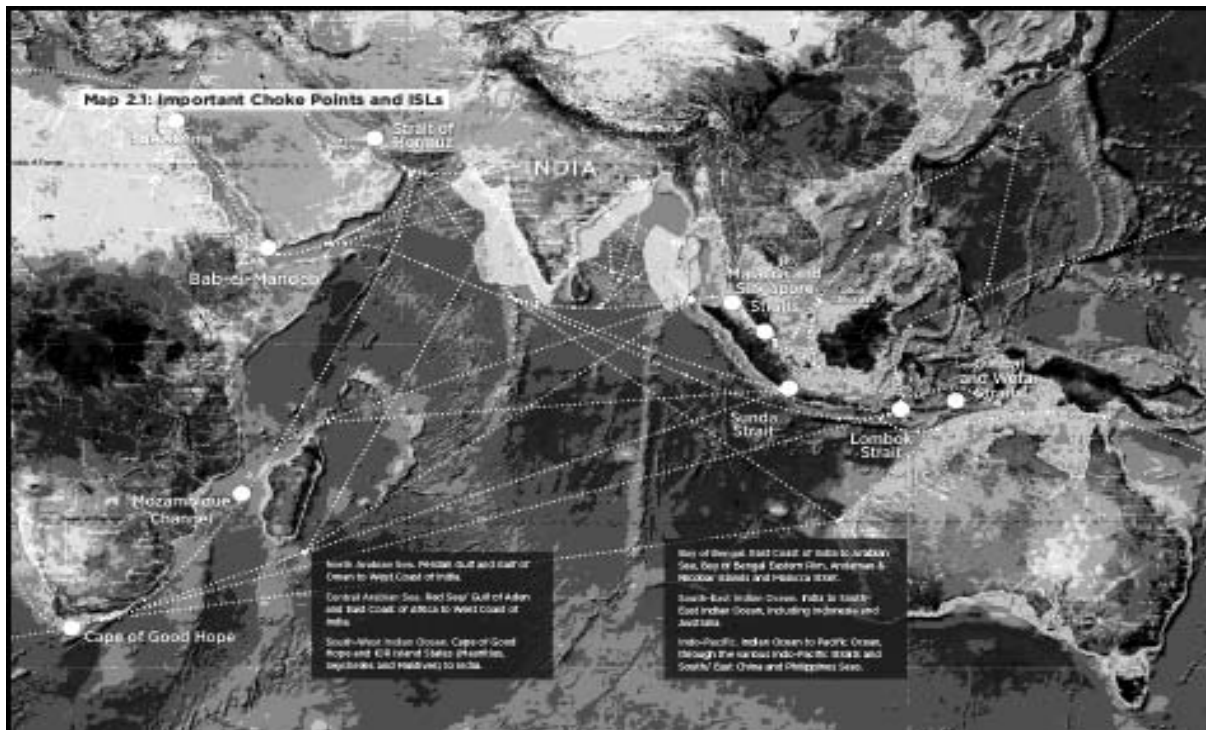 Map 2.1: Important Choke Points and ISLs
Strait of
Hormuz
INDIA
Bab-el-Mandeb
Malacca and
Singapore
Straits
and Wetar
Straits
Sunda
Strait
Lombok
Strait
Mozambique
Channel
Cape of Good Hope
North Arabian Sea. Persian Gulf and Gulf of
Oman to West Coast of India.
Central Arabian Sea. Red Sea/ Gulf of Aden
and East Coast of Africa to West Coast of
India.
South-West Indian Ocean. Cape of Good
Hope and IOR Island States (Mauritius,
Seychelles and Maldives) to India.
Bay of Bengal. East Coast of India to Arabian
Sea, Bay of Bengal Eastern Rim, Andaman &
Nicobar Islands and Malacca Strait.
South-East Indian Ocean. India to South-
East Indian Ocean, including Indonesia and
Australia.
Indo-Pacific. Indian Ocean to Pacific Ocean,
through the various Indo-Pacific Straits and
South/ East China and Philippines Seas.